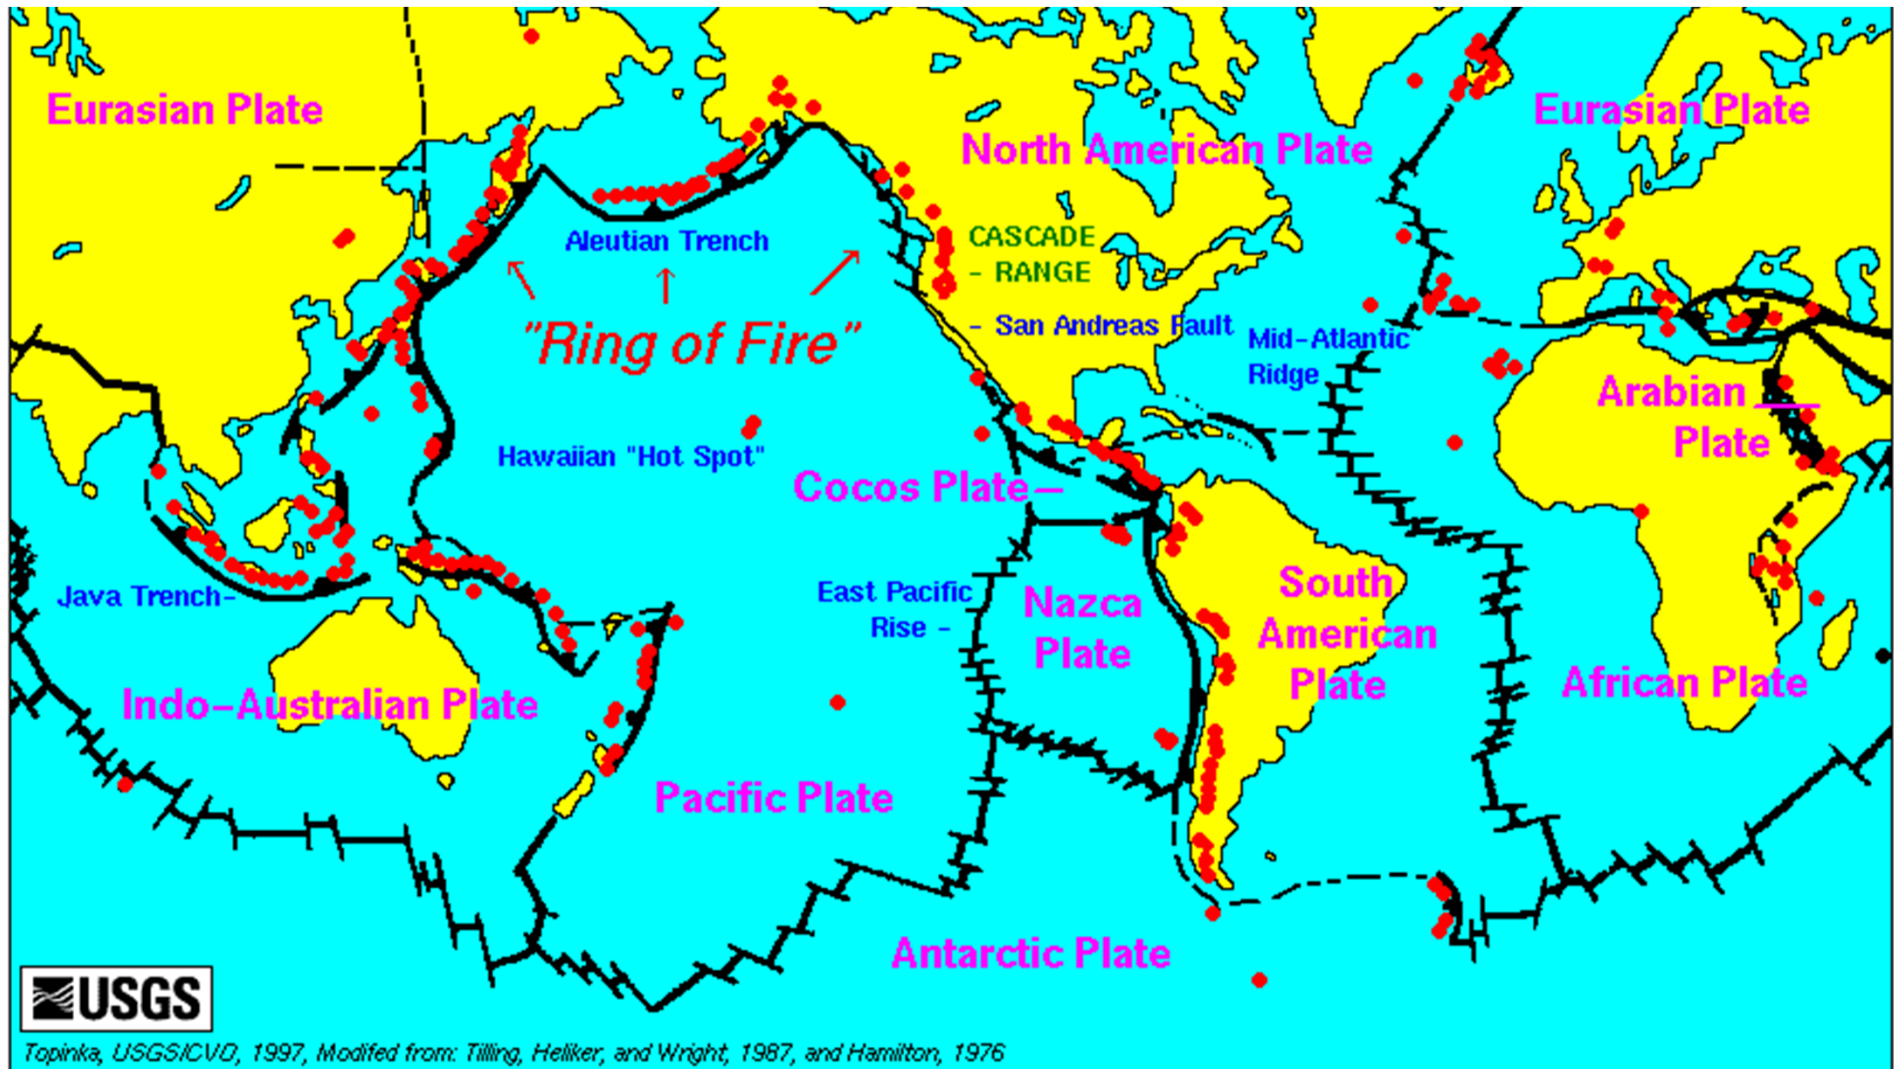 Eurasian Plate
North American Plate
Eurasian Plate
Aleutian Trench
CASCADE
- RANGE
"Ring of Fire"
- San Andreas Fault
Mid-Atlantic
Ridge
Arabian
Plate
Hawaiian "Hot Spot"
Cocos Plate
Java Trench-
East Pacific
Rise -
Nazca
Plate
South
American
Plate
Indo-Australian Plate
African Plate
Pacific Plate
Antarctic Plate
USGS
Topinka, USGS/CVO, 1997, Modifed from: Tilling, Heliker, and Wright, 1987, and Hamilton, 1976